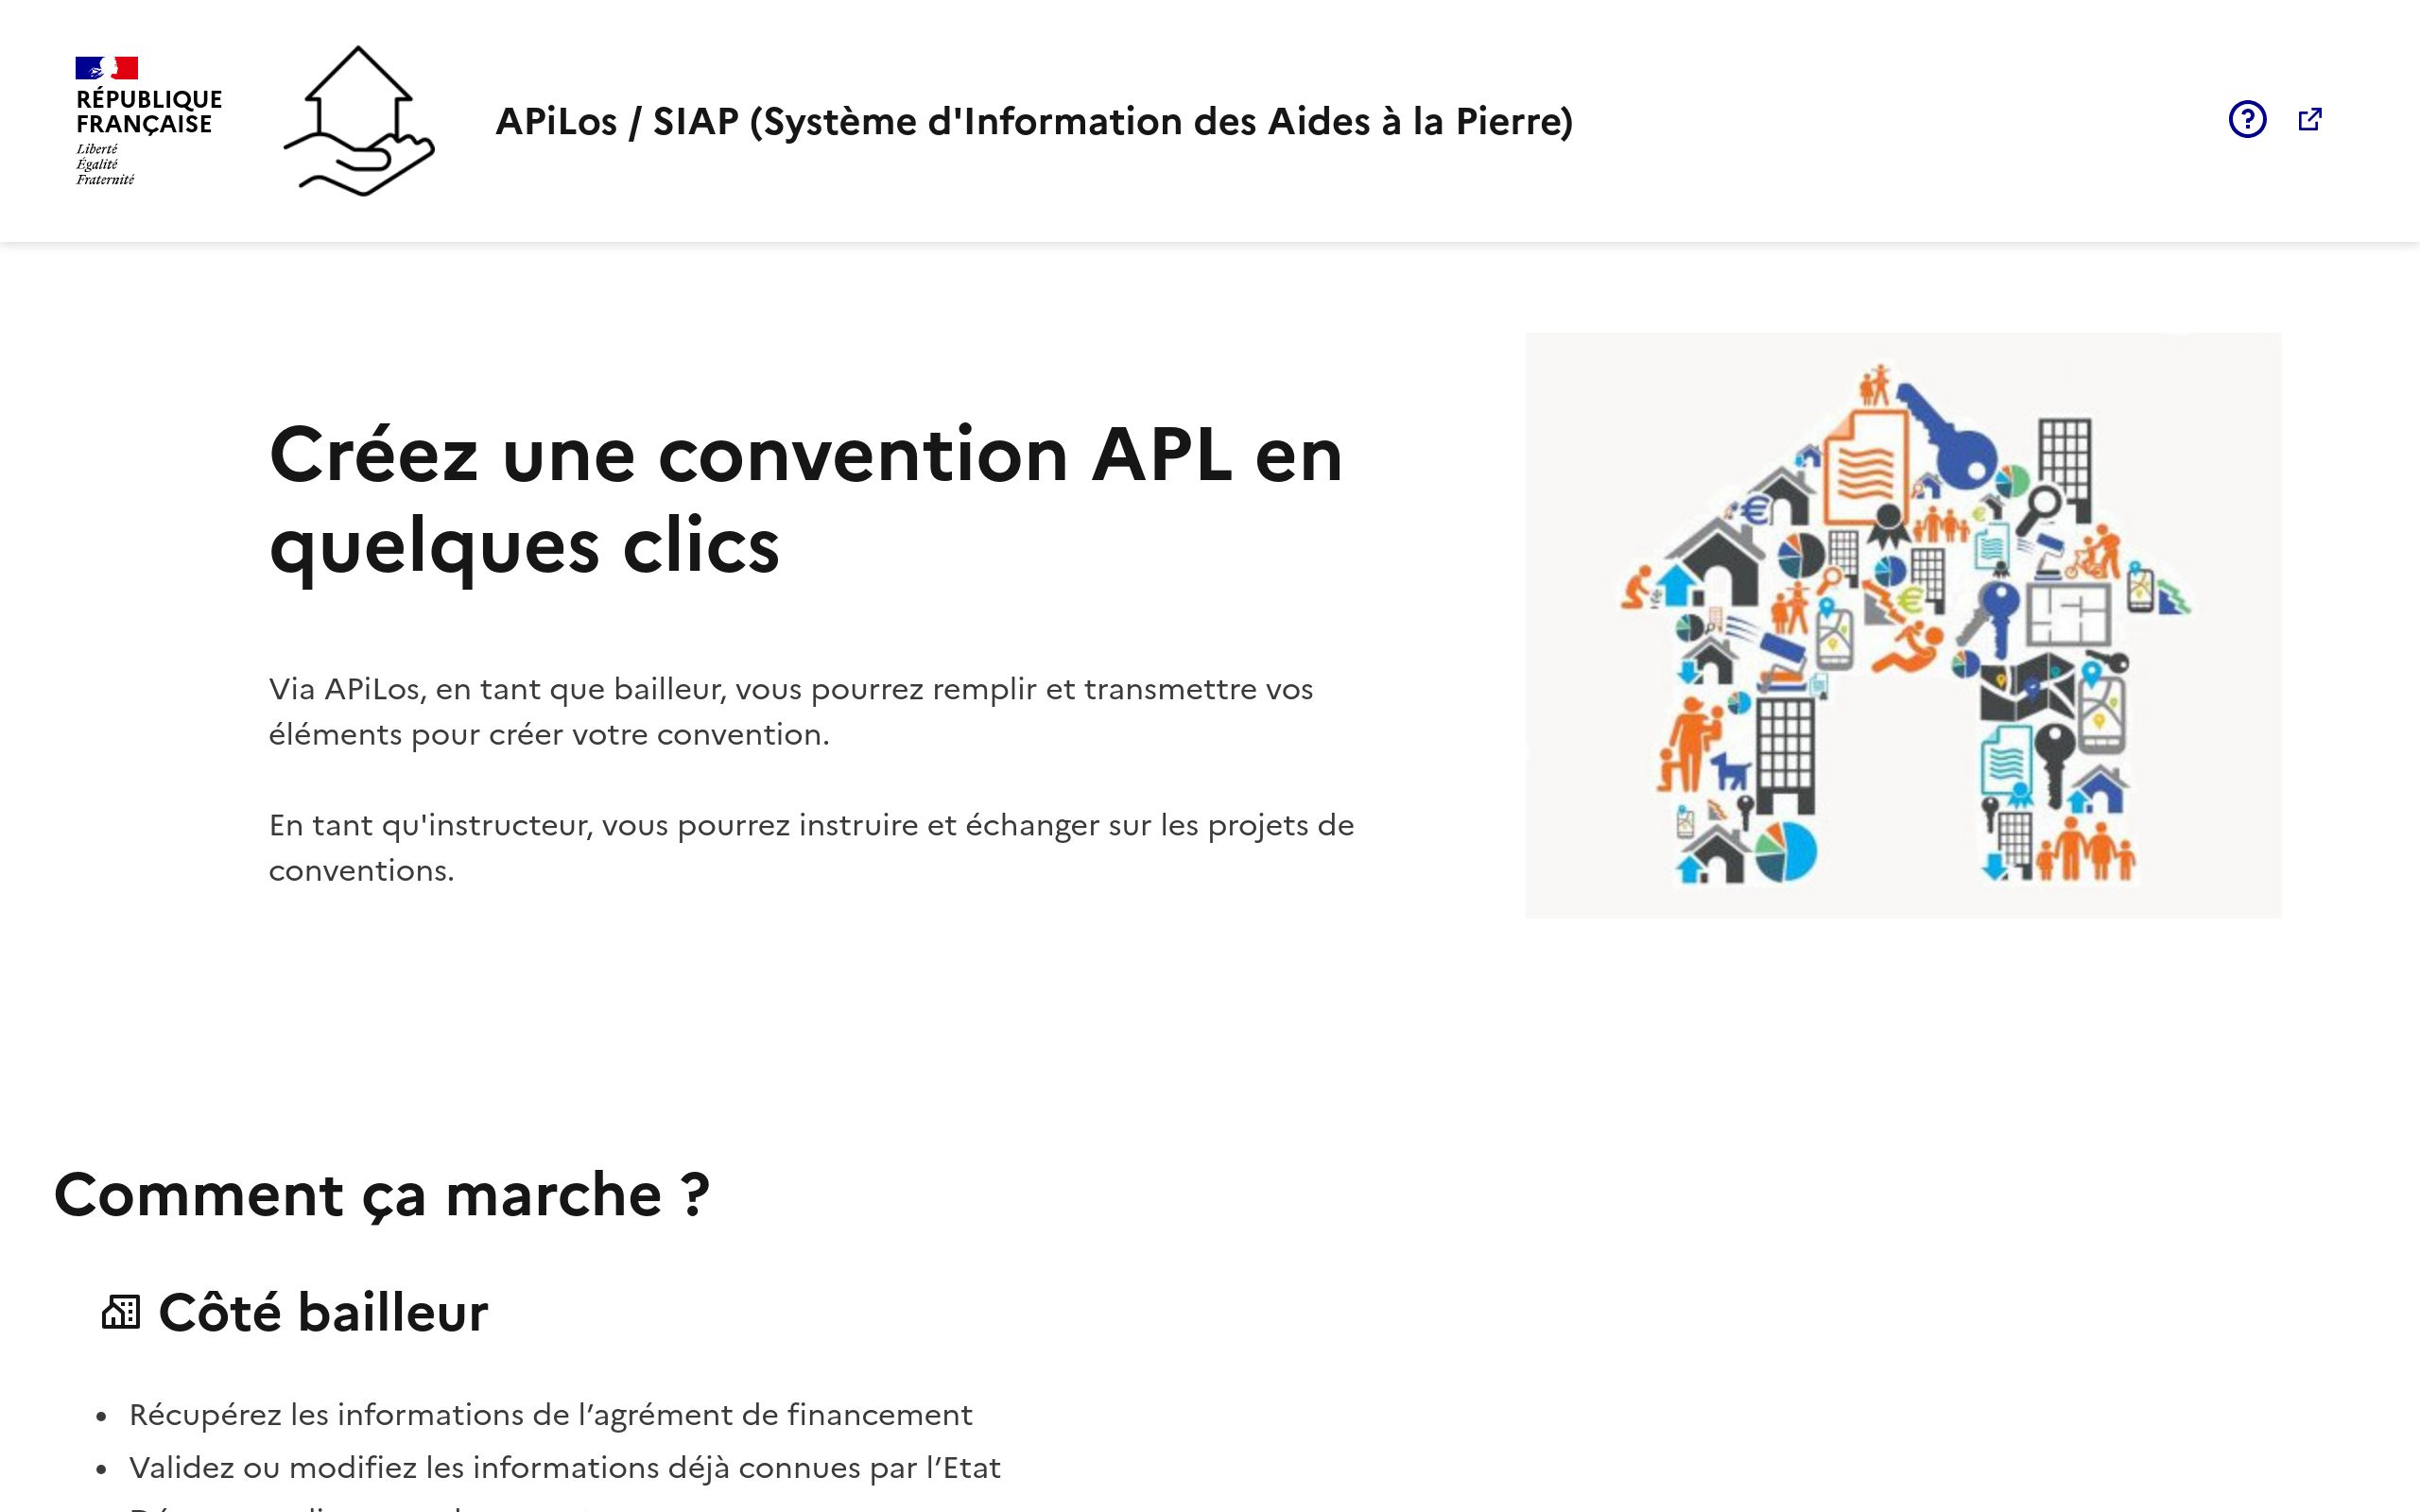 RÉPUBLIQUE
FRANÇAISE
Liberté
Égalité
Fraternité
APiLos / SIAP (Système d'Information des Aides à la Pierre)
Créez une convention APL en
quelques clics
Via APiLos, en tant que bailleur, vous pourrez remplir et transmettre vos
éléments pour créer votre convention.
En tant qu'instructeur, vous pourrez instruire et échanger sur les projets de
conventions.
Comment ça marche ?
Côté bailleur
• Récupérez les informations de l’agrément de financement
• Validez ou modifiez les informations déjà connues par l’Etat